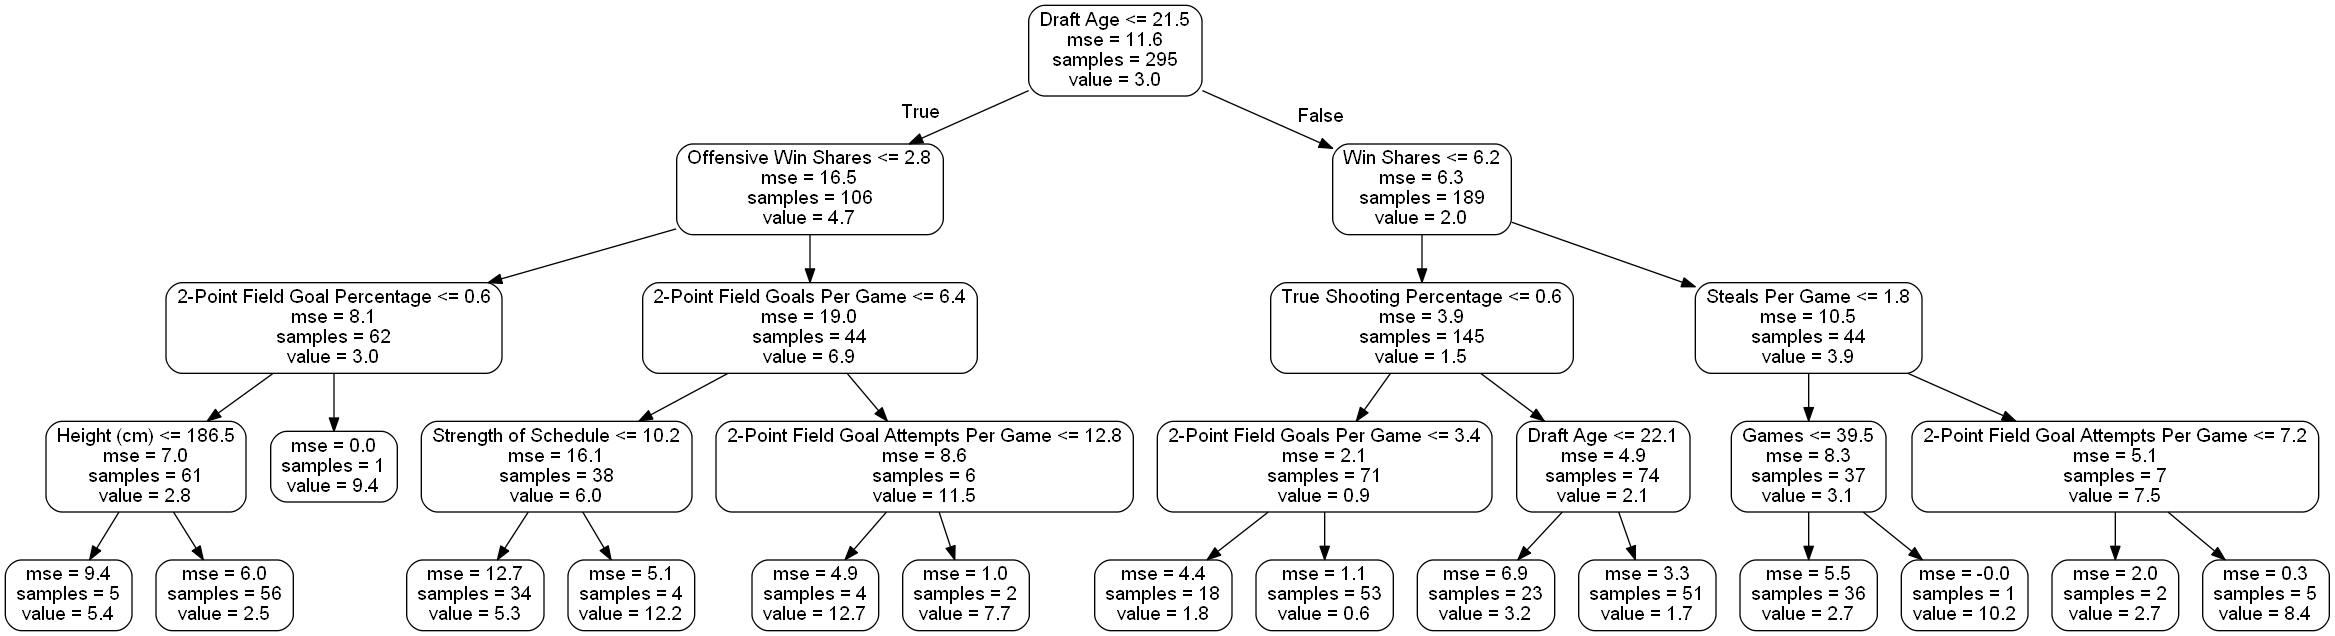 Draft Age <= 21.5
mse = 11.6
samples = 295
value = 3.0
True
False
Offensive Win Shares <= 2.8
mse = 16.5
samples = 106
value = 4.7
Win Shares <= 6.2
mse = 6.3
samples = 189
value = 2.0
2-Point Field Goal Percentage <= 0.6
mse = 8.1
samples = 62
value = 3.0
2-Point Field Goals Per Game <= 6.4
mse = 19.0
samples = 44
value = 6.9
True Shooting Percentage <= 0.6
mse = 3.9
samples = 145
value = 1.5
Steals Per Game <= 1.8
mse = 10.5
samples = 44
value = 3.9
Height (cm) <= 186.5
mse = 7.0
samples = 61
value = 2.8
mse = 0.0
samples = 1
value = 9.4
Strength of Schedule <= 10.2
mse = 16.1
samples = 38
value = 6.0
2-Point Field Goal Attempts Per Game <= 12.8
mse = 8.6
samples = 6
value = 11.5
2-Point Field Goals Per Game <= 3.4
mse = 2.1
samples = 71
value = 0.9
Draft Age <= 22.1
mse = 4.9
samples = 74
value = 2.1
Games <= 39.5
mse = 8.3
samples = 37
value = 3.1
2-Point Field Goal Attempts Per Game <= 7.2
mse = 5.1
samples = 7
value = 7.5
mse = 9.4
samples = 5
value = 5.4
mse = 6.0
samples = 56
value = 2.5
mse = 12.7
samples = 34
value = 5.3
mse = 5.1
samples = 4
value = 12.2
mse = 4.9
samples = 4
value = 12.7
mse = 1.0
samples = 2
value = 7.7
mse = 4.4
samples = 18
value = 1.8
mse = 1.1
samples = 53
value = 0.6
mse = 6.9
samples = 23
value = 3.2
mse = 3.3
samples = 51
value = 1.7
mse = 5.5
samples = 36
value = 2.7
mse = -0.0
samples = 1
value = 10.2
mse = 2.0
samples = 2
value = 2.7
mse = 0.3
samples = 5
value = 8.4